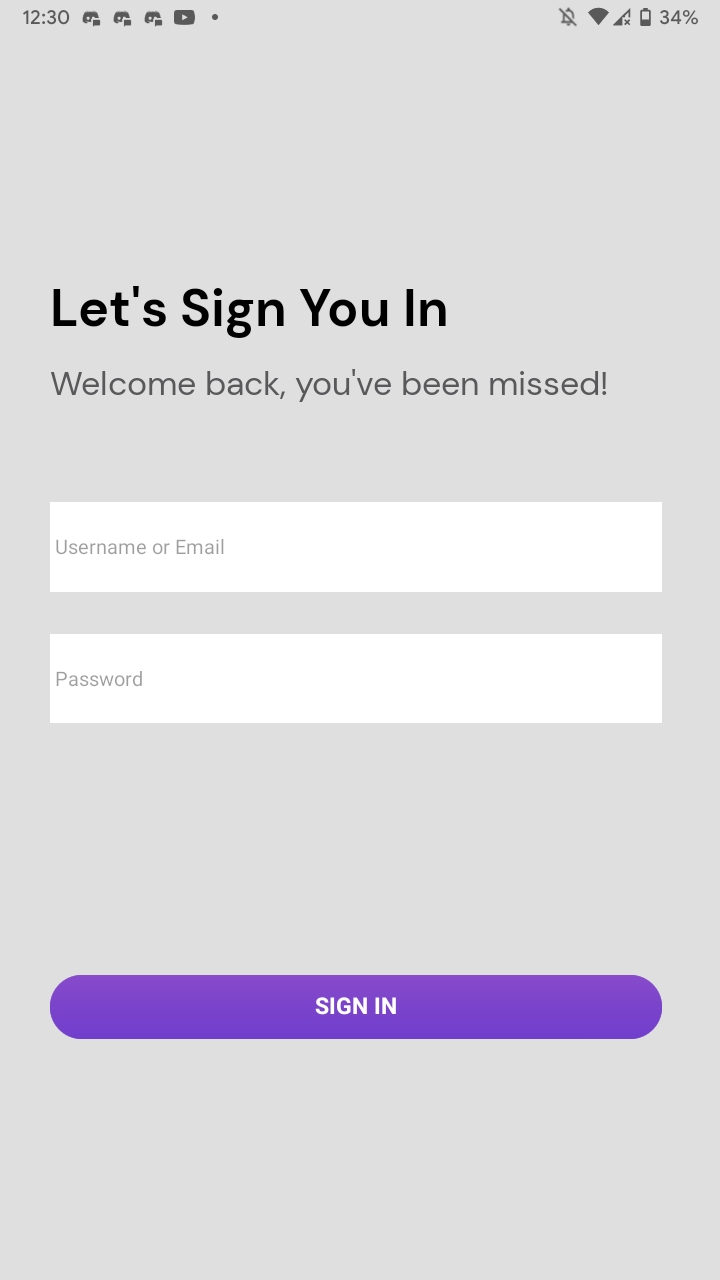 12:30
34%
Let's Sign You In
Welcome back, you've been missed!
Username or Email
Password
SIGN IN